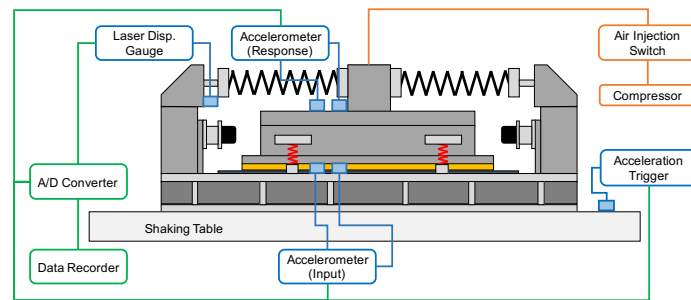 Laser Disp.
Gauge
Accelerometer
(Response)
Air Injection
Switch
Compressor
A/D Converter
Acceleration
Trigger
Shaking Table
Data Recorder
Accelerometer
(Input)